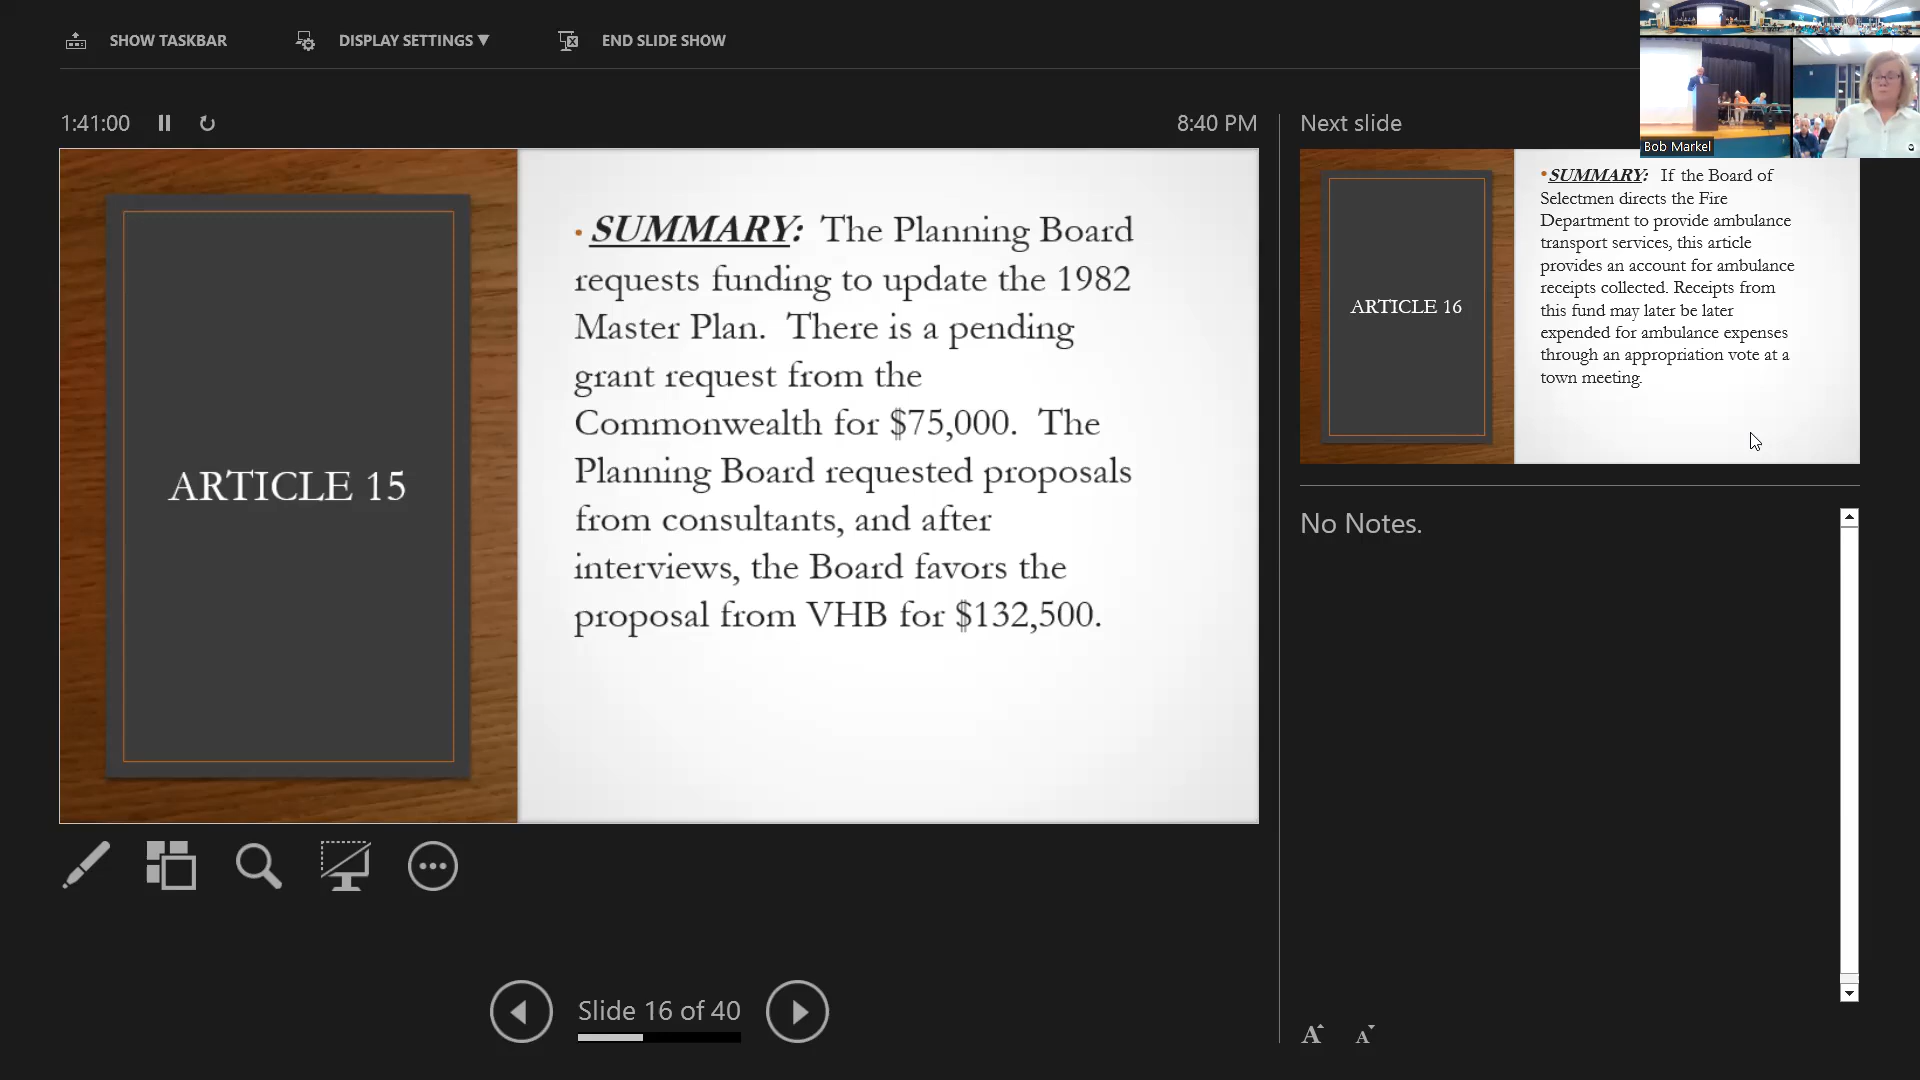 SHOW TASKBAR
DISPLAY SETTINGS ▼
END SLIDE SHOW
1:41:00
8:40 PM
ARTICLE 15
• SUMMARY: The Planning Board
requests funding to update the 1982
Master Plan. There is a pending
grant request from the
Commonwealth for $75,000. The
Planning Board requested proposals
from consultants, and after
interviews, the Board favors the
proposal from VHB for $132,500.
Slide 16 of 40
Next slide
Bob Markel
ARTICLE 16
• SUMMARY: If the Board of
Selectmen directs the Fire
Department to provide ambulance
transport services, this article
provides an account for ambulance
receipts collected. Receipts from
this fund may later be later
expended for ambulance expenses
through an appropriation vote at a
town meeting.
No Notes.
A A